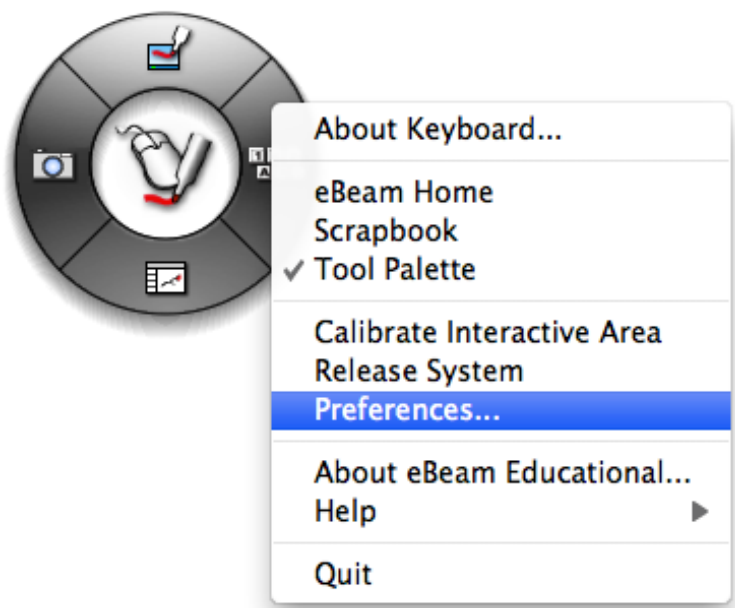 About Keyboard...
eBeam Home
Scrapbook
✓ Tool Palette
Calibrate Interactive Area
Release System
Preferences...
About eBeam Educational...
Help
Quit